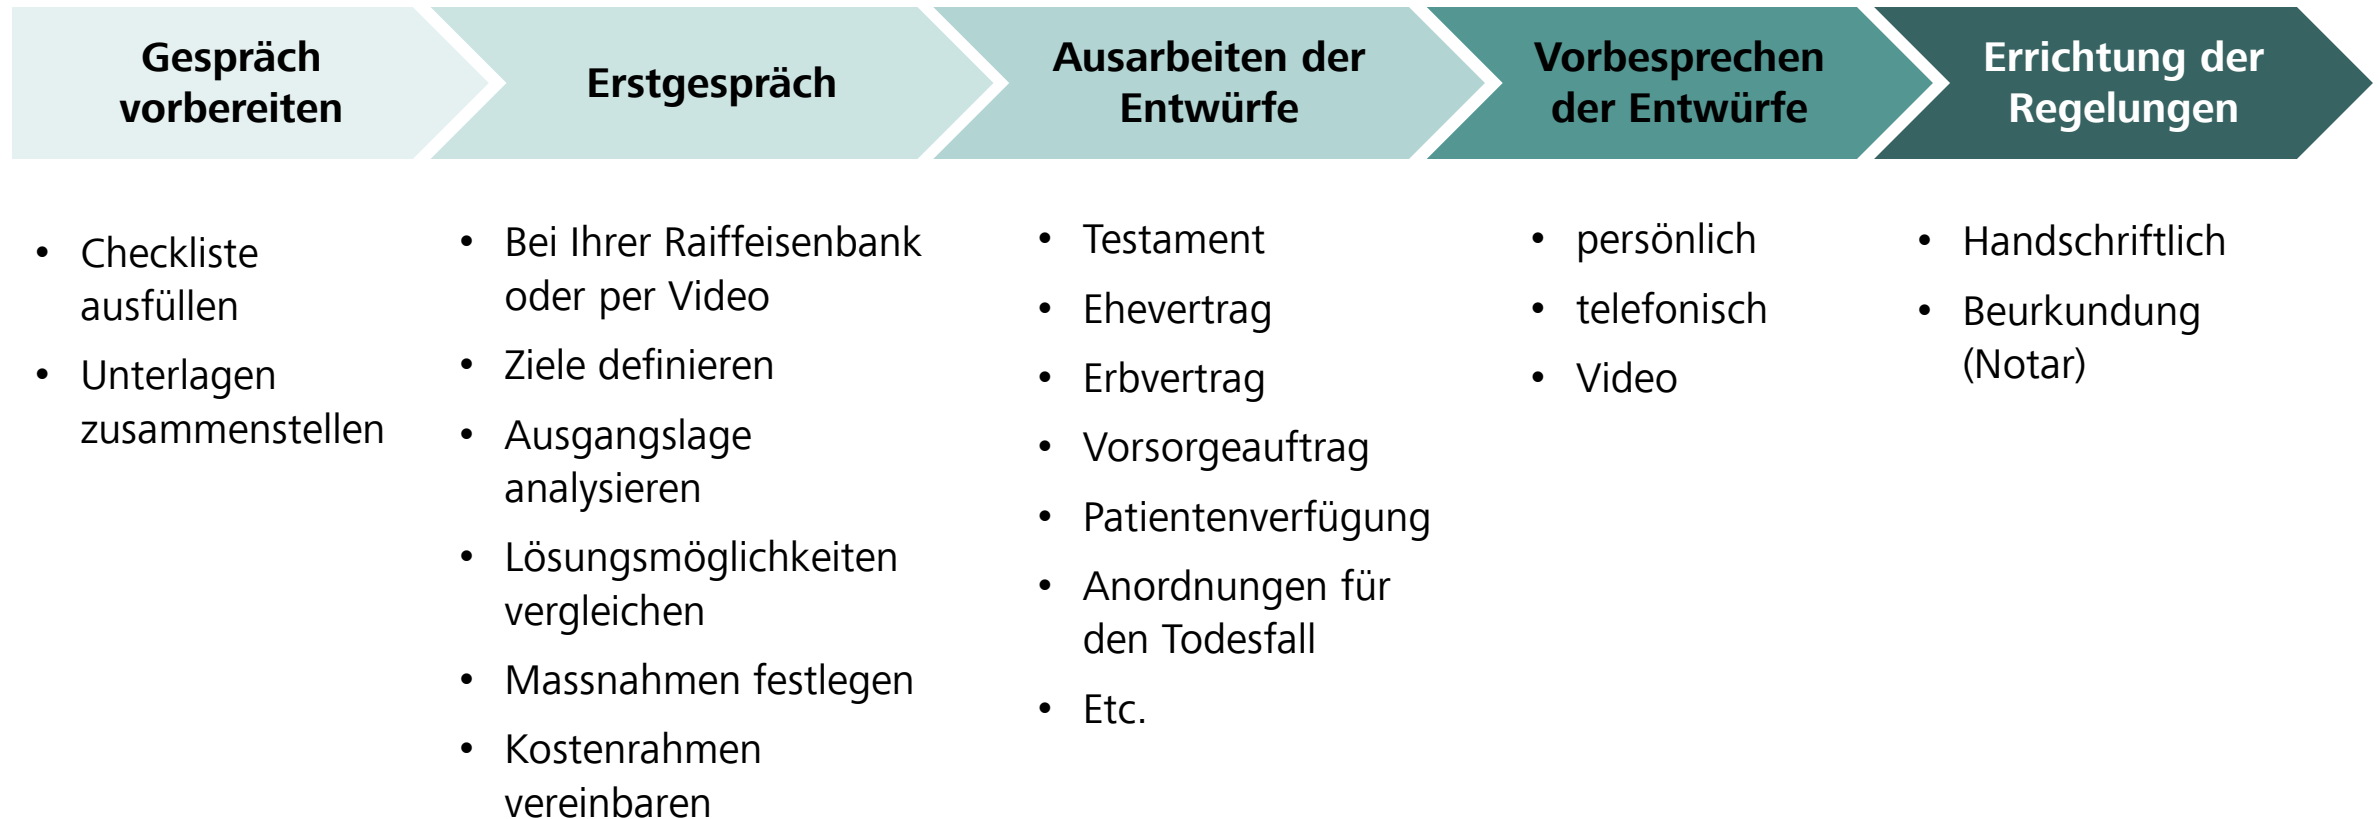 Gespräch
vorbereiten
Erstgespräch
Ausarbeiten der
Entwürfe
Vorbesprechen
der Entwürfe
Errichtung der
Regelungen
• Checkliste
ausfüllen
• Unterlagen
zusammenstellen
• Bei Ihrer Raiffeisenbank
oder per Video
• Ziele definieren
• Ausgangslage
analysieren
• Lösungsmöglichkeiten
vergleichen
• Massnahmen festlegen
• Kostenrahmen
vereinbaren
• Testament
• Ehevertrag
• Erbvertrag
• Vorsorgeauftrag
• Patientenverfügung
• Anordnungen für
den Todesfall
• Etc.
• persönlich
• telefonisch
• Video
• Handschriftlich
• Beurkundung
(Notar)